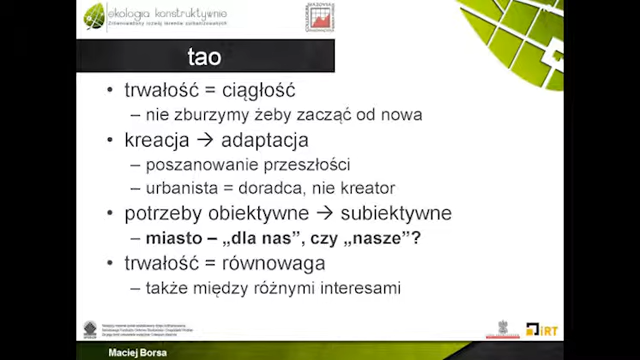 ekologia konstruktywnie
tao
• trwałość = ciągłość
– nie zburzymy żeby zacząć od nowa
• kreacja → adaptacja
– poszanowanie przeszłości
– urbanista = doradca, nie kreator
• potrzeby obiektywne → subiektywne
– miasto – „dla nas”, czy „nasze”?
• trwałość = równowaga
– także między różnymi interesami
iRT
Maciej Borsa